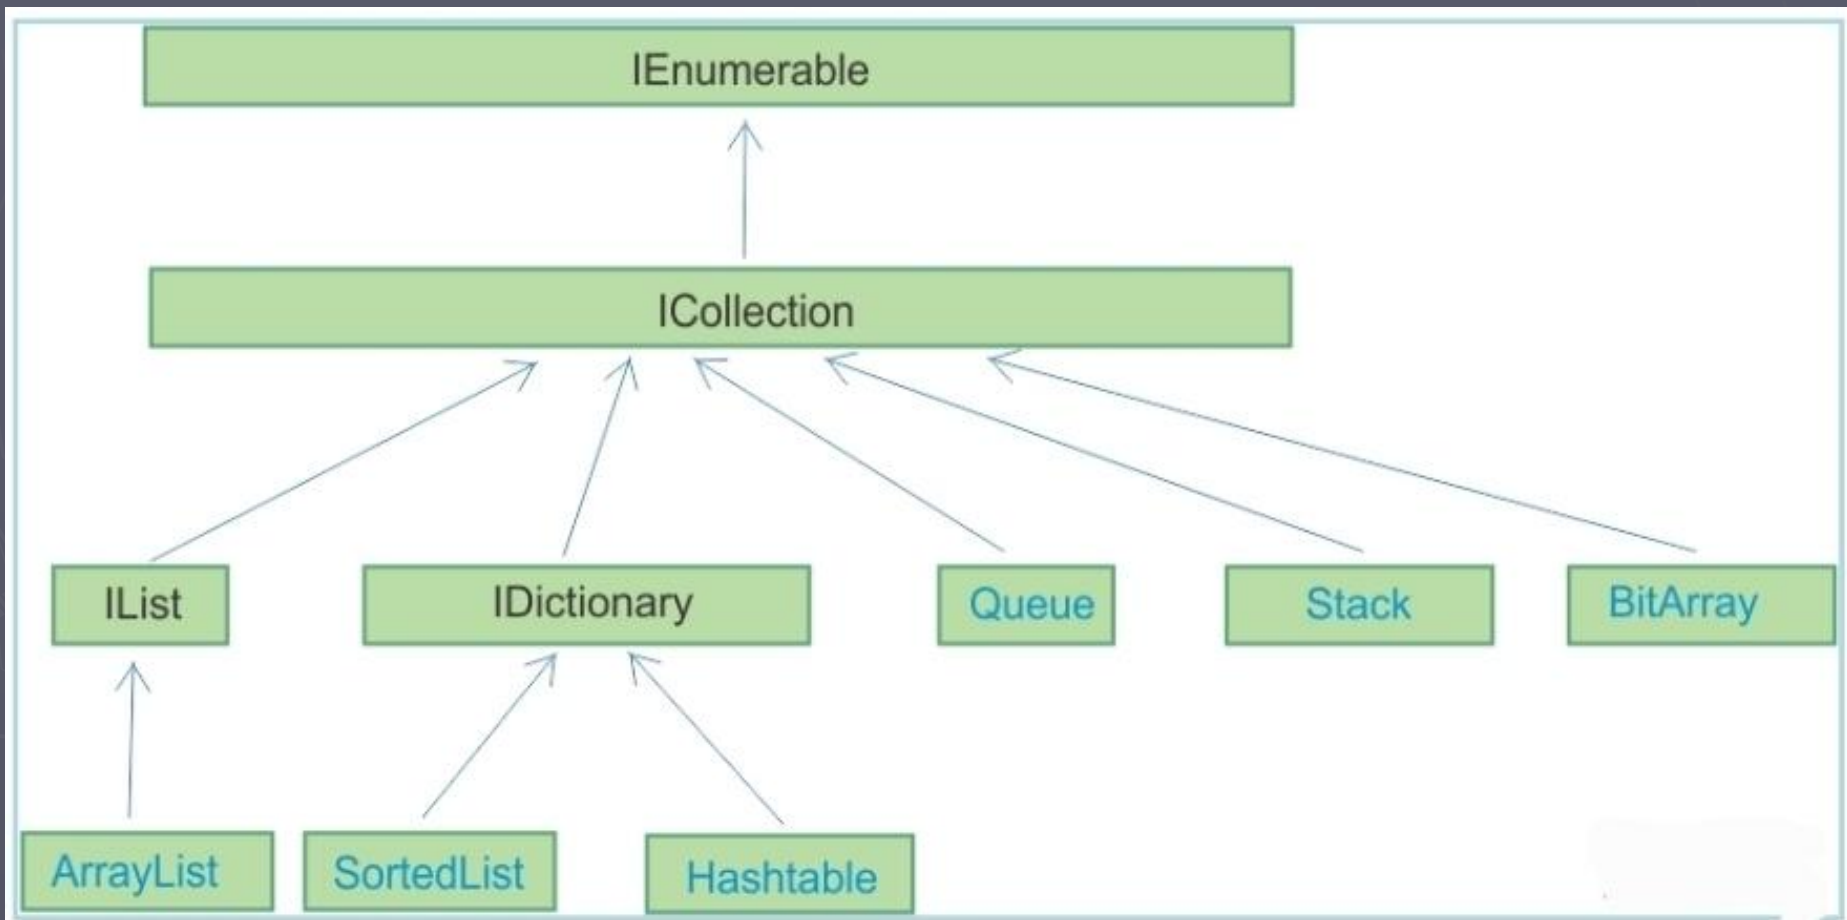 IEnumerable
ICollection
IList
IDictionary
Queue
Stack
BitArray
ArrayList
SortedList
Hashtable